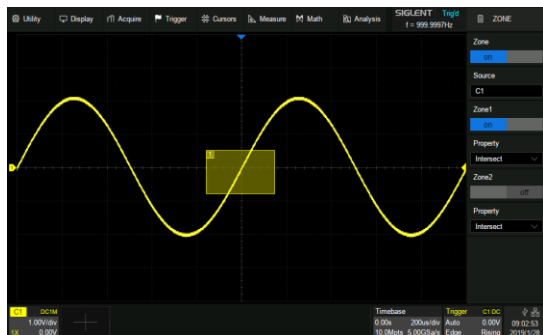 Utility Display Acquire Trigger Cursors Measure Math Analysis SIGLENT Trig'd ZONE
f = 999.9997Hz
Zone
on
Source
C1
Zone1
on
Property
Intersect
Zone2
off
Property
Intersect
1
1
C1 DC1M
1.00V/div
1X 0.00V
Timebase
0.00s 200us/div
10.0Mpts 5.00GSa/s
Trigger C1 DC
Auto 0.00V
Edge Rising
09:02:53
2019/1/28